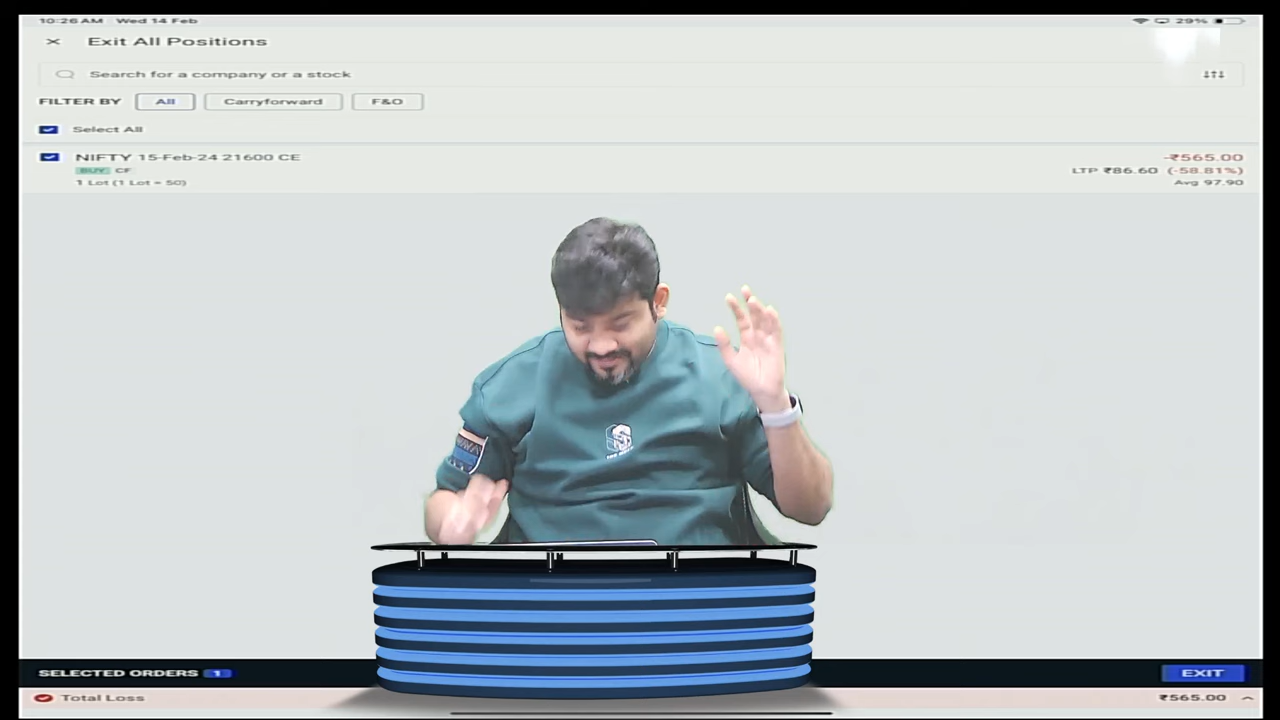 10:26 AM Wed 14 Feb 29%
Exit All Positions
Search for a company or a stock
FILTER BY All Carryforward F&O
Select All
NIFTY 15-Feb-24 21600 CE -₹565.00
BUY CF LTP ₹86.60 (-58.81%)
1 Lot (1 Lot = 50) Avg 97.90
SELECTED ORDERS 1 EXIT
Total Loss ₹565.00